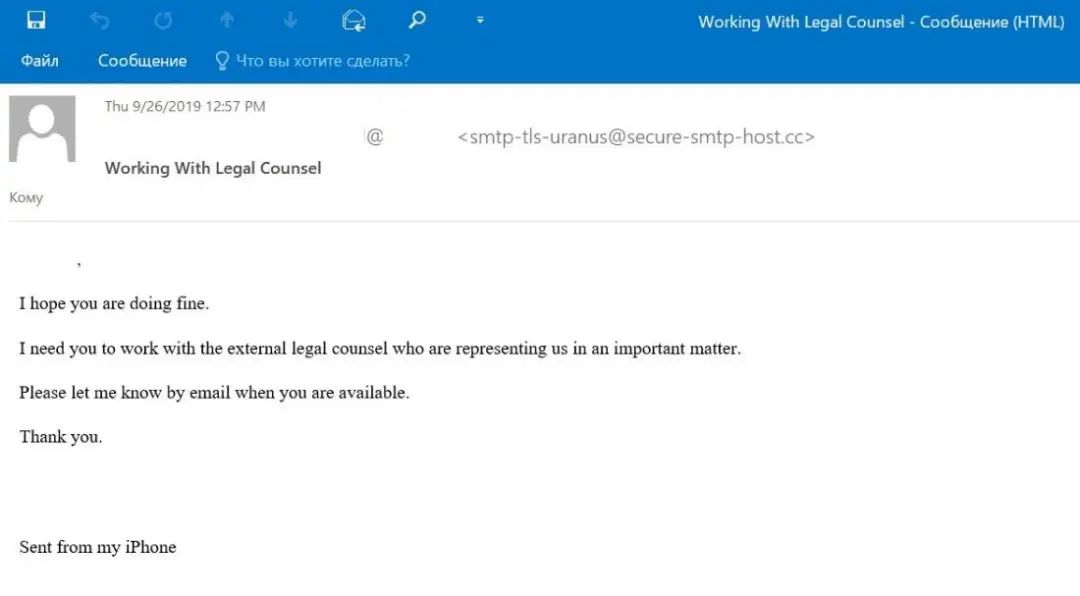 Working With Legal Counsel - Сообщение (HTML)
Файл Сообщение Что вы хотите сделать?
Thu 9/26/2019 12:57 PM
@ <smtp-tls-uranus@secure-smtp-host.cc>
Working With Legal Counsel
Кому
,
I hope you are doing fine.
I need you to work with the external legal counsel who are representing us in an important matter.
Please let me know by email when you are available.
Thank you.
Sent from my iPhone